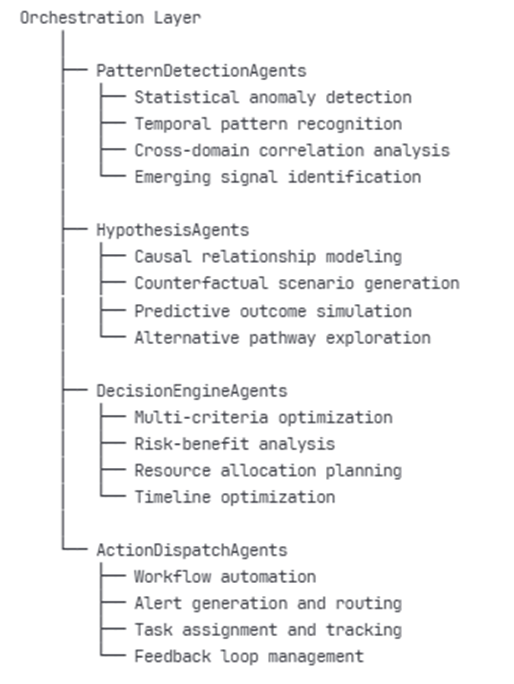 Orchestration Layer
PatternDetectionAgents
Statistical anomaly detection
Temporal pattern recognition
Cross-domain correlation analysis
Emerging signal identification
HypothesisAgents
Causal relationship modeling
Counterfactual scenario generation
Predictive outcome simulation
Alternative pathway exploration
DecisionEngineAgents
Multi-criteria optimization
Risk-benefit analysis
Resource allocation planning
Timeline optimization
ActionDispatchAgents
Workflow automation
Alert generation and routing
Task assignment and tracking
Feedback loop management